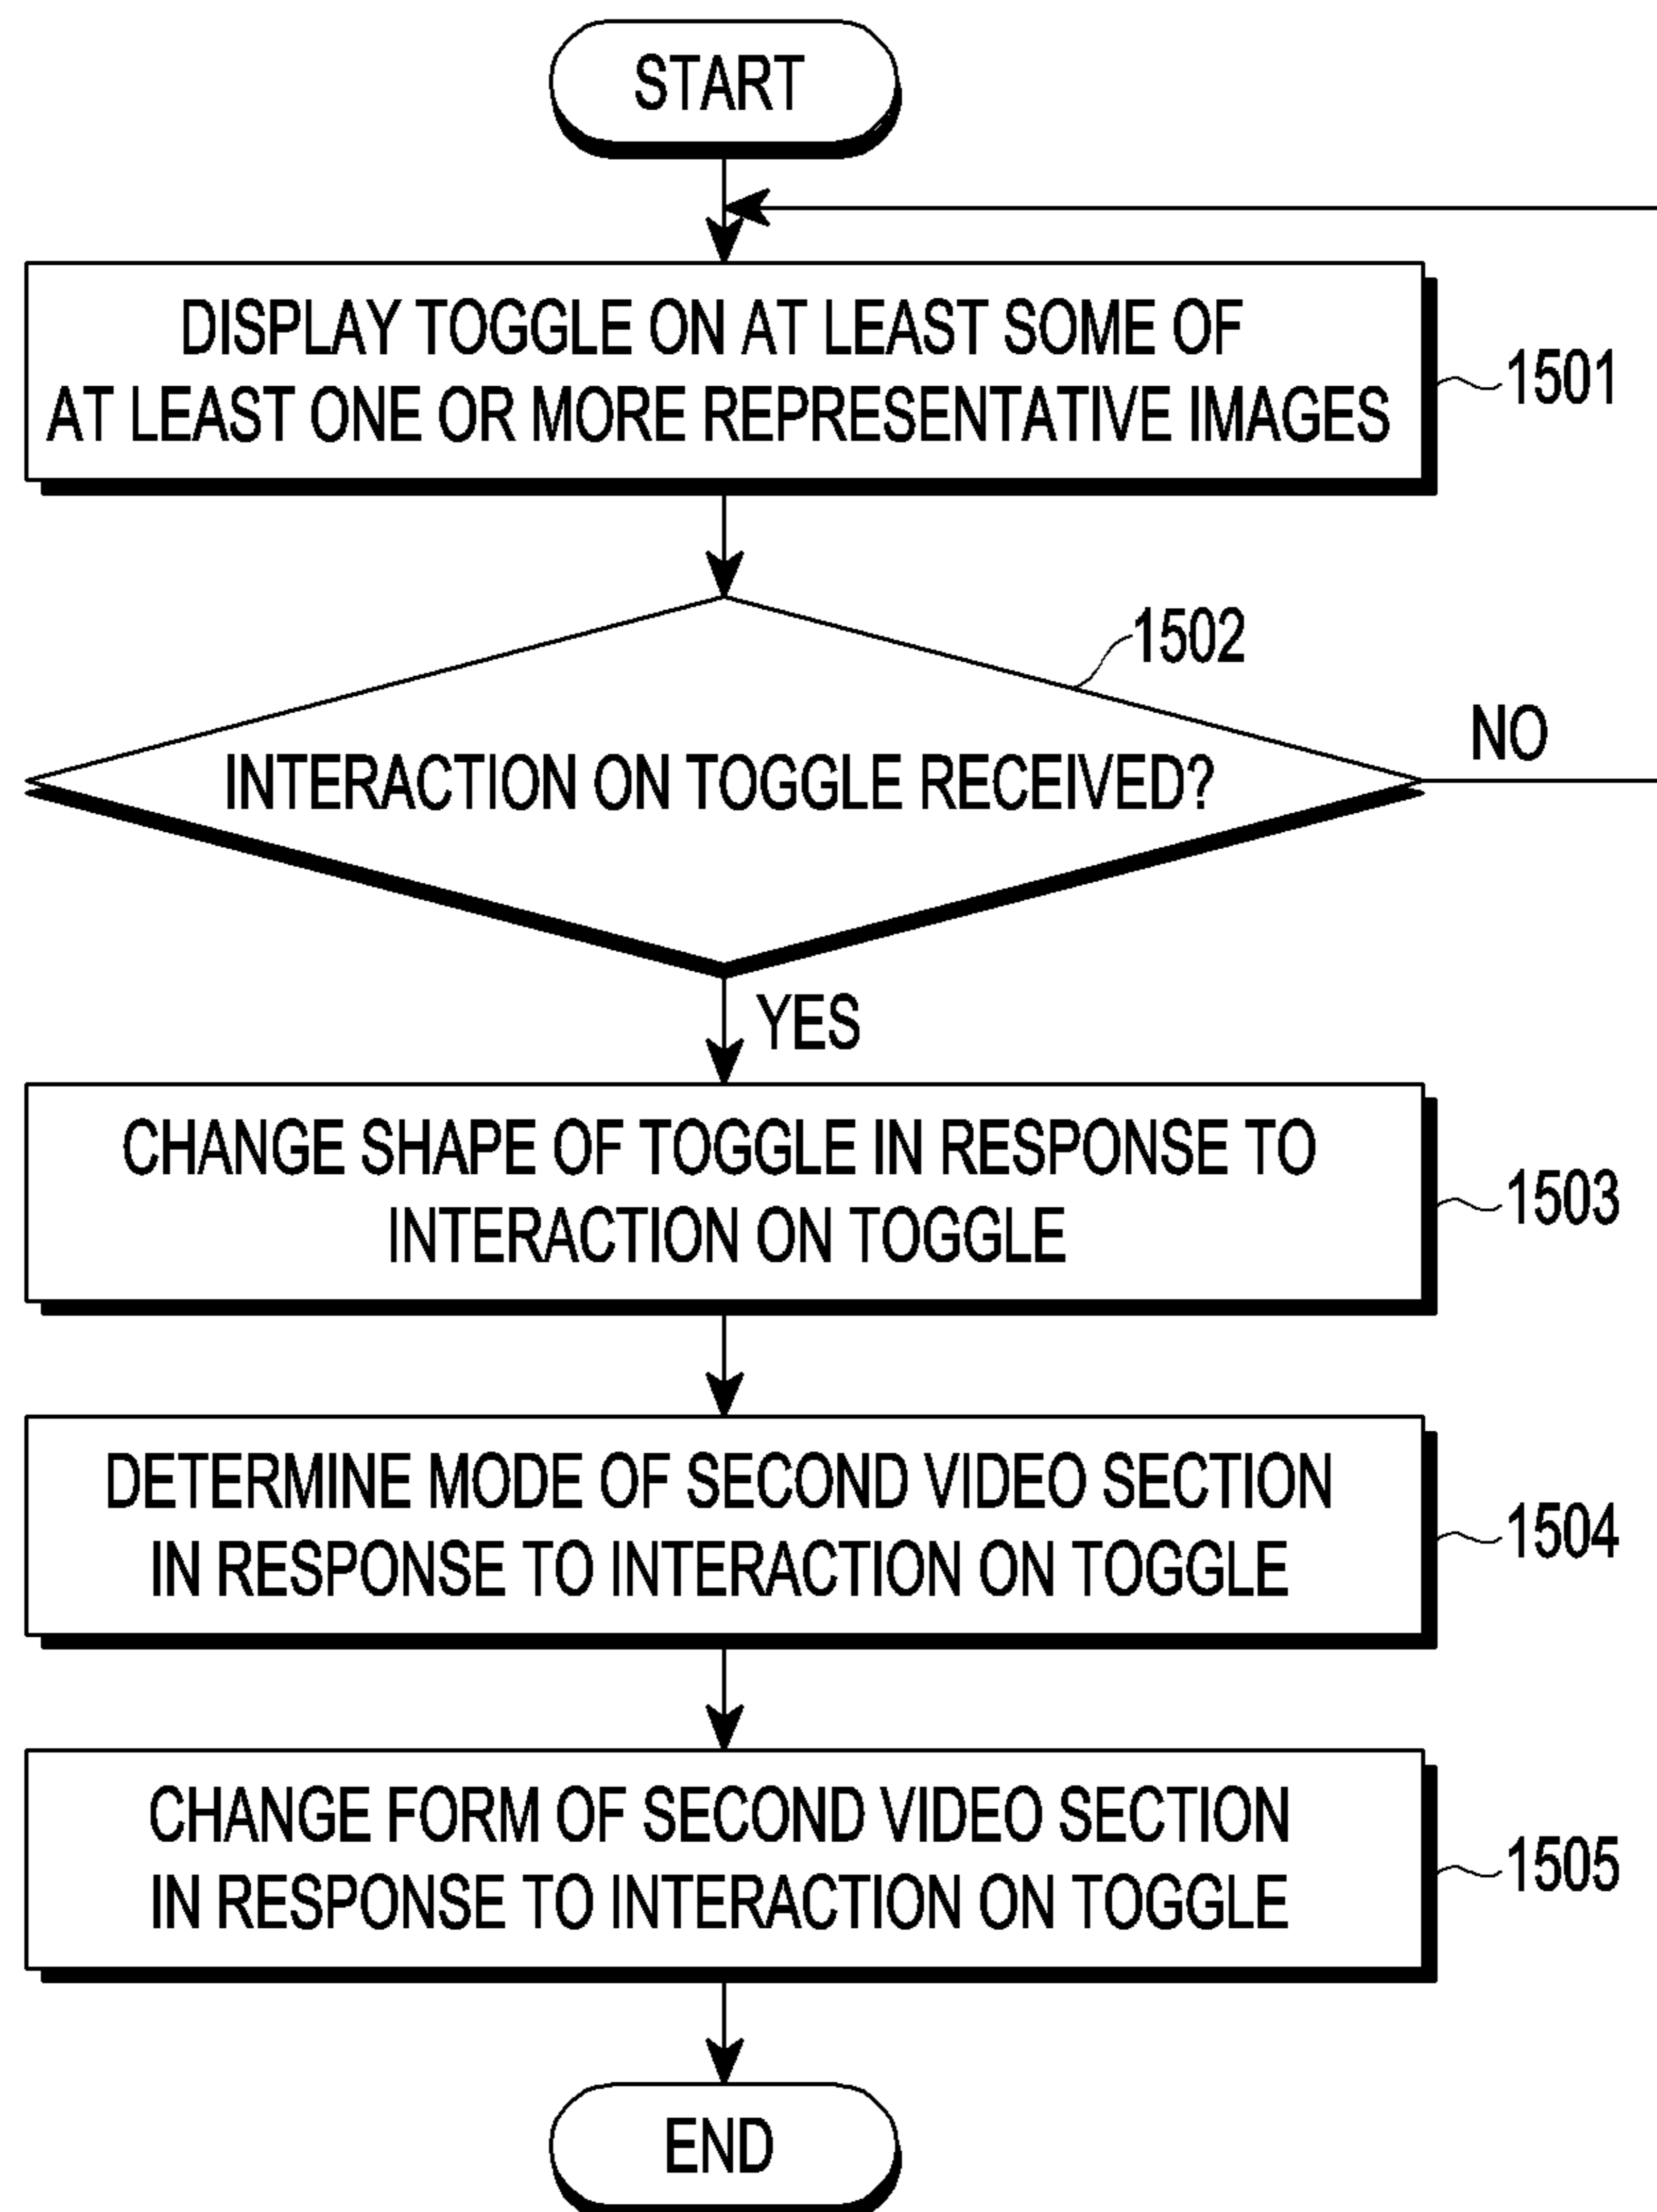 START
DISPLAY TOGGLE ON AT LEAST SOME OF
AT LEAST ONE OR MORE REPRESENTATIVE IMAGES
1501
1502
INTERACTION ON TOGGLE RECEIVED?
NO
YES
CHANGE SHAPE OF TOGGLE IN RESPONSE TO
INTERACTION ON TOGGLE
1503
DETERMINE MODE OF SECOND VIDEO SECTION
IN RESPONSE TO INTERACTION ON TOGGLE
1504
CHANGE FORM OF SECOND VIDEO SECTION
IN RESPONSE TO INTERACTION ON TOGGLE
1505
END